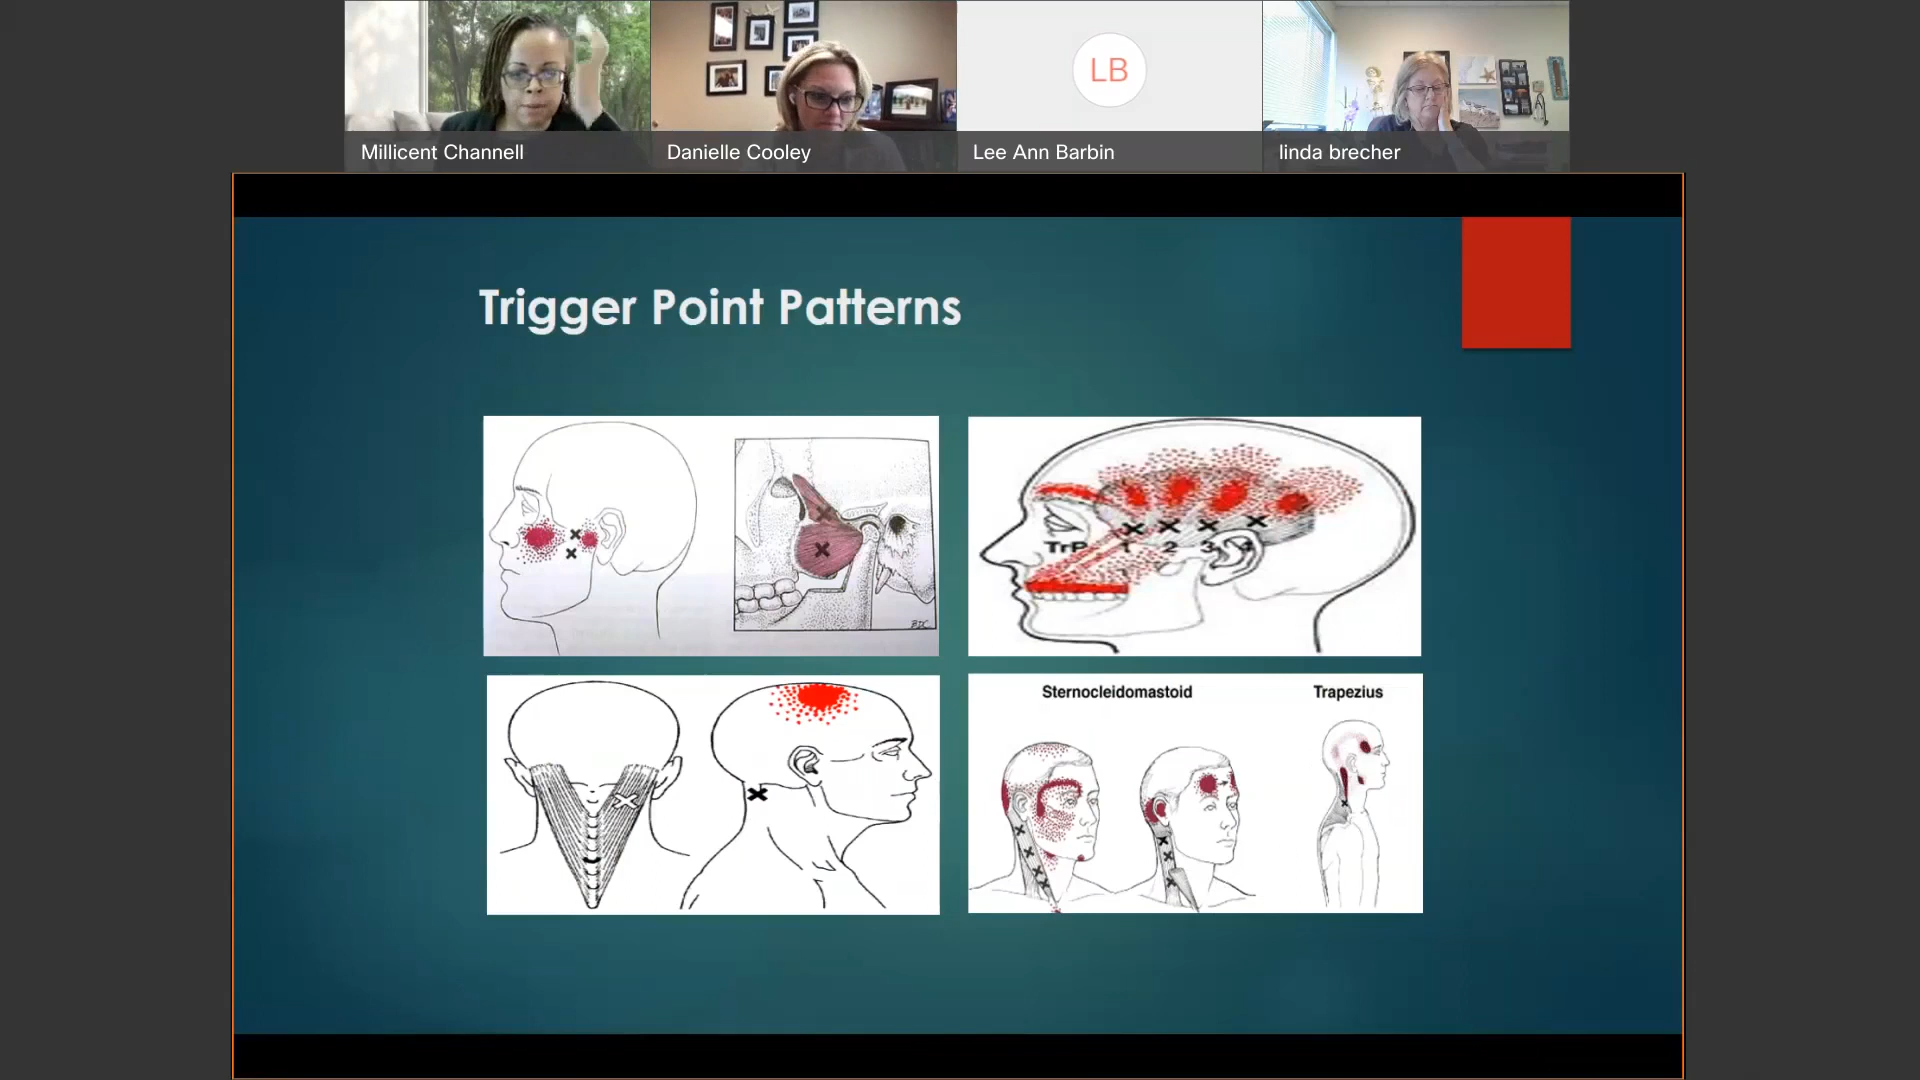 Millicent Channell
Danielle Cooley
LB
Lee Ann Barbin
linda brecher
Trigger Point Patterns
TrP 1 2 3 4
Sternocleidomastoid
Trapezius